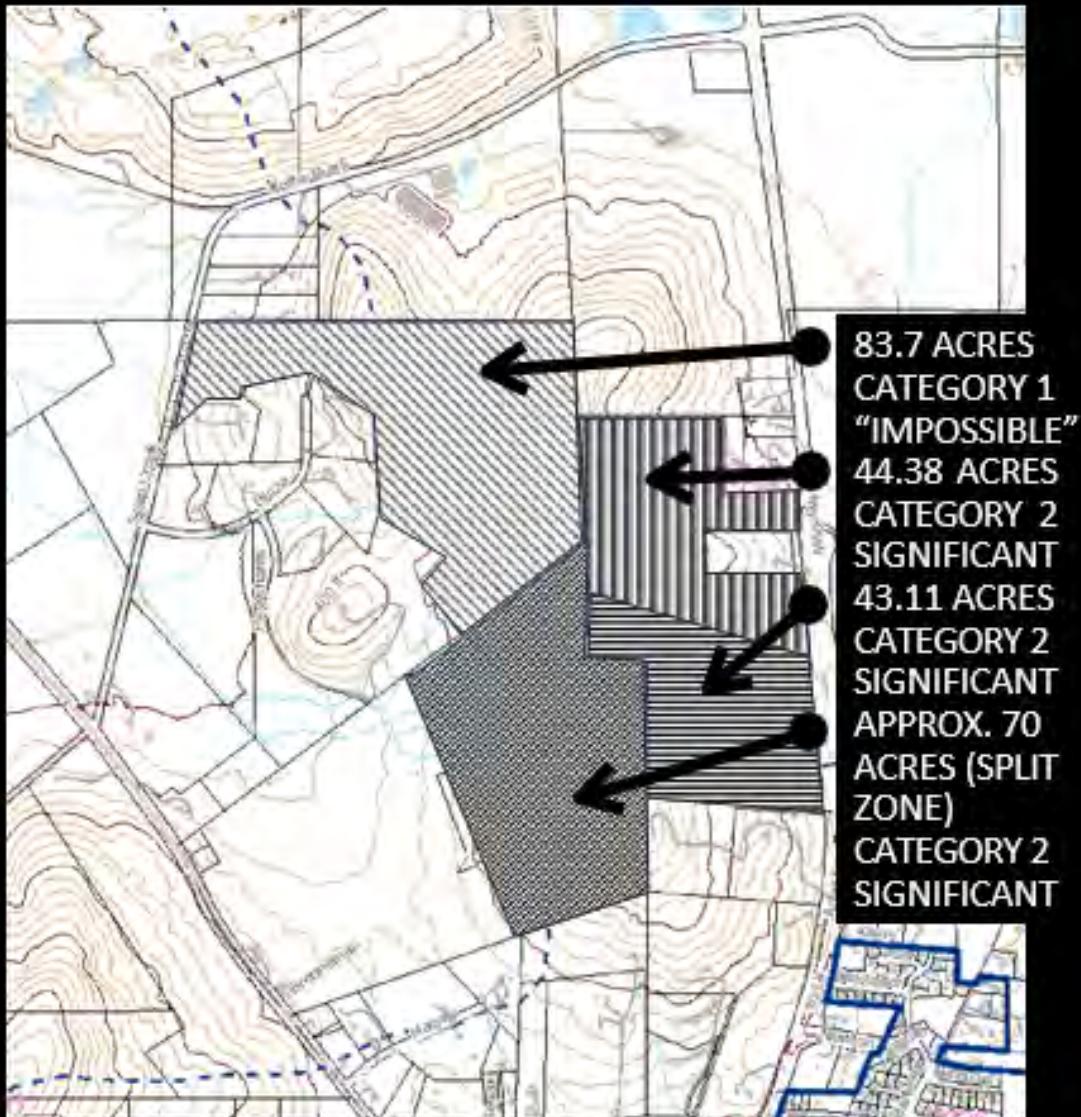 83.7 ACRES
CATEGORY 1
“IMPOSSIBLE”
44.38 ACRES
CATEGORY 2
SIGNIFICANT
43.11 ACRES
CATEGORY 2
SIGNIFICANT
APPROX. 70
ACRES (SPLIT
ZONE)
CATEGORY 2
SIGNIFICANT